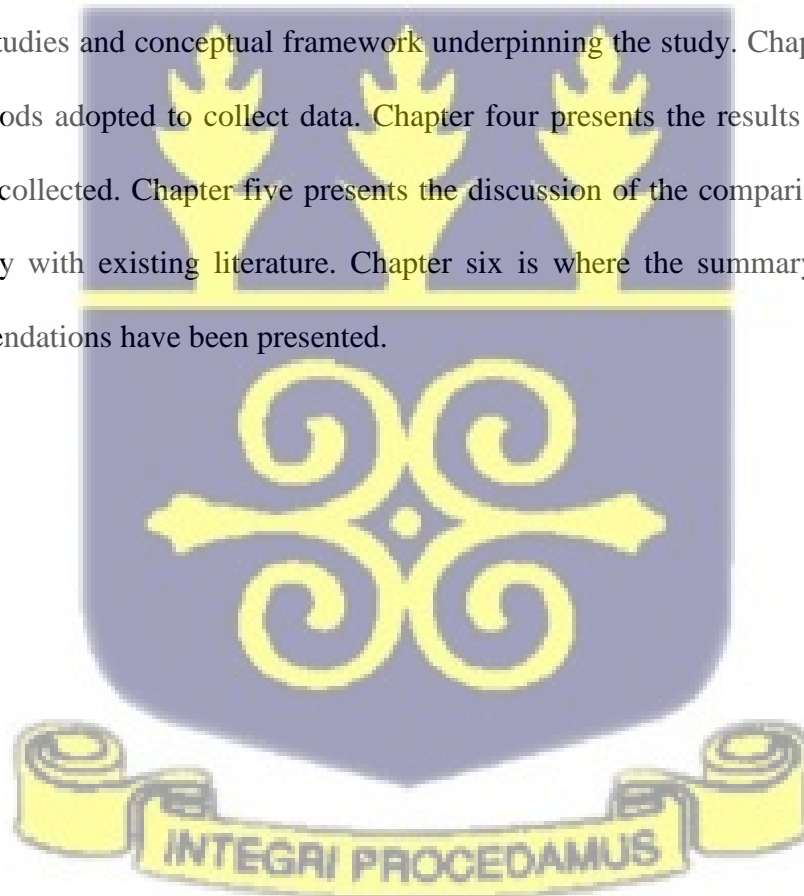 tudies and conceptual framework underpinning the study. Chap
ods adopted to collect data. Chapter four presents the results
collected. Chapter five presents the discussion of the compari
y with existing literature. Chapter six is where the summary
endations have been presented.
INTEGRI PROCEDAMUS